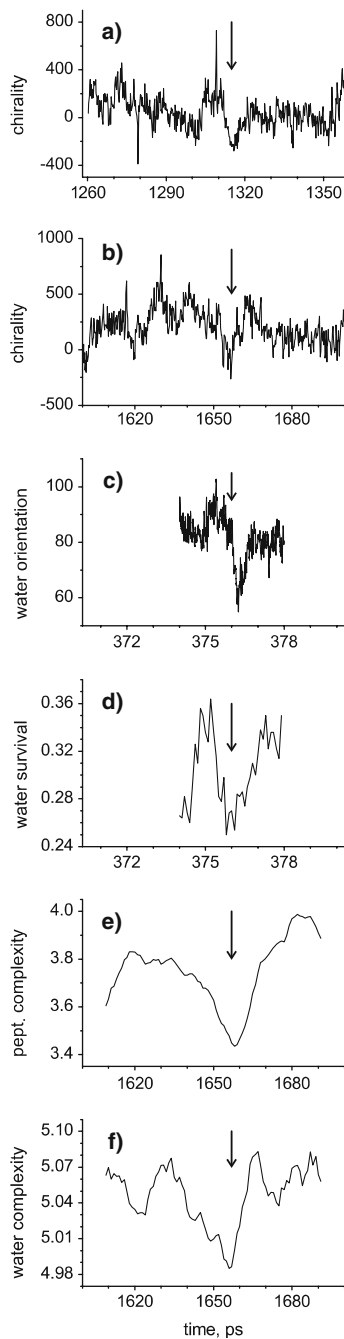 a)
chirality
800
400
0
-400
1260 1290 1320 1350
b)
chirality
1000
500
0
-500
1620 1650 1680
c)
water orientation
100
80
60
372 375 378
d)
water survival
0.36
0.32
0.28
0.24
372 375 378
e)
pept. complexity
4.0
3.8
3.6
3.4
1620 1650 1680
f)
water complexity
5.10
5.07
5.04
5.01
4.98
1620 1650 1680
time, ps